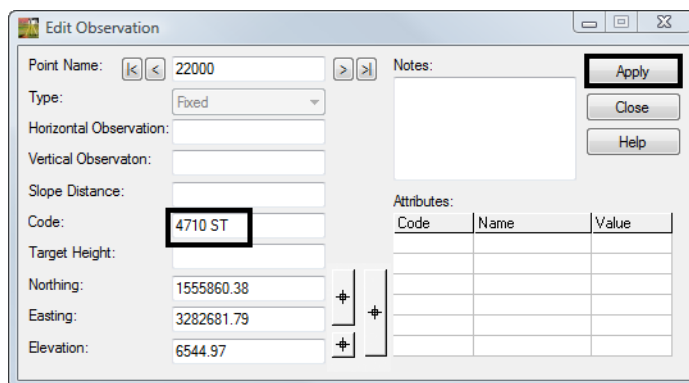 Edit Observation
Point Name: |< < 22000 > >| Notes: Apply
Type: Fixed Close
Horizontal Observation: Help
Vertical Observaton:
Slope Distance: Attributes:
Code: 4710 ST Code Name Value
Target Height:
Northing: 1555860.38
Easting: 3282681.79
Elevation: 6544.97